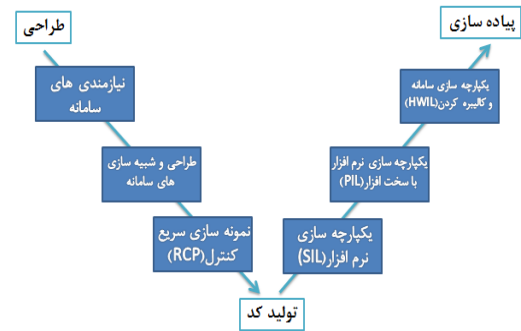 طراحی
نیازمندی های
سامانه
طراحی و شبیه سازی
های سامانه
نمونه سازی سریع
کنترل(RCP)
تولید کد
یکپارچه سازی
نرم افزار(SIL)
یکپارچه سازی نرم افزار
با سخت افزار(PIL)
یکپارچه سازی سامانه
و کالیبره کردن(HWIL)
پیاده سازی